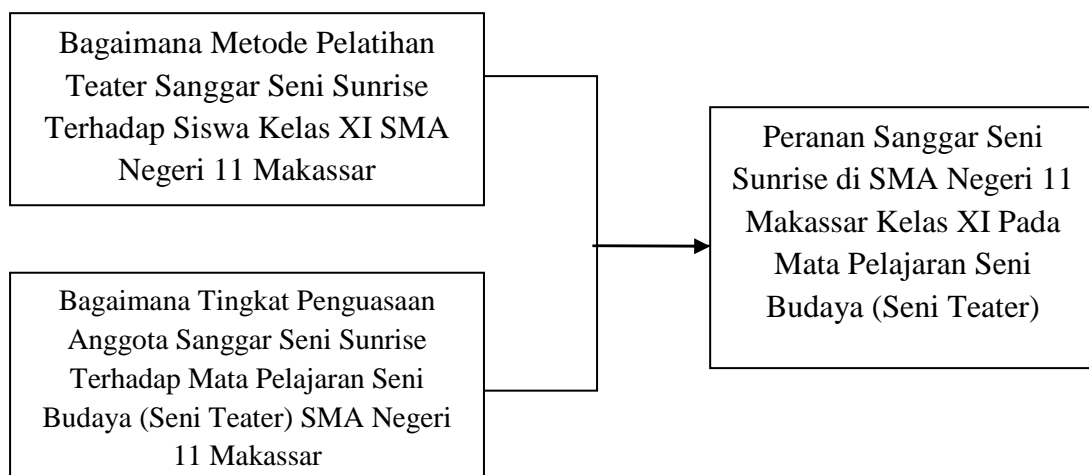 Bagaimana Metode Pelatihan
Teater Sanggar Seni Sunrise
Terhadap Siswa Kelas XI SMA
Negeri 11 Makassar
Bagaimana Tingkat Penguasaan
Anggota Sanggar Seni Sunrise
Terhadap Mata Pelajaran Seni
Budaya (Seni Teater) SMA Negeri
11 Makassar
Peranan Sanggar Seni
Sunrise di SMA Negeri 11
Makassar Kelas XI Pada
Mata Pelajaran Seni
Budaya (Seni Teater)